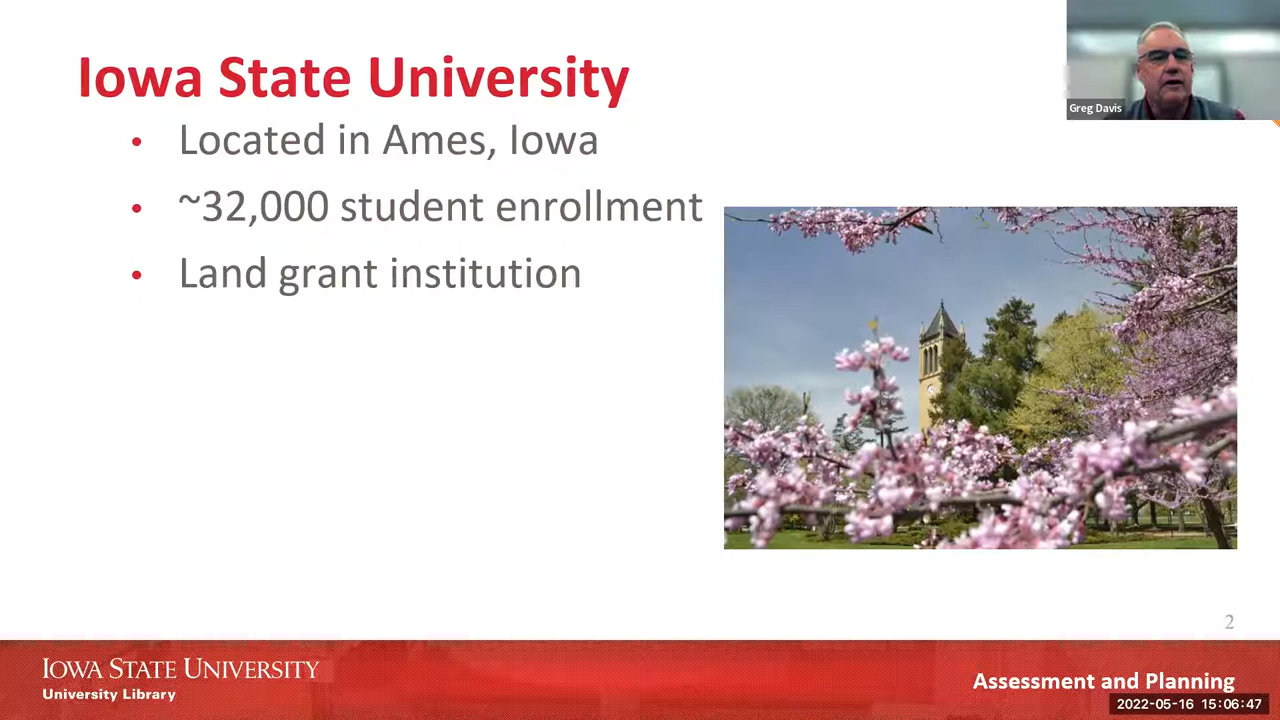 Iowa State University
• Located in Ames, Iowa
• ~32,000 student enrollment
• Land grant institution
Greg Davis
2
IOWA STATE UNIVERSITY
University Library
Assessment and Planning
2022-05-16 15:06:47